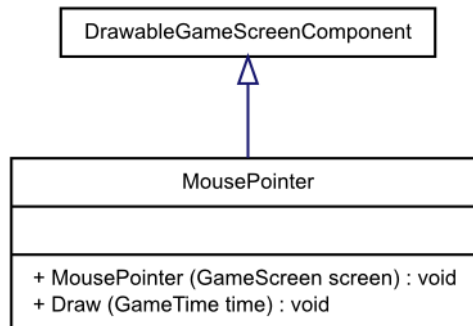 DrawableGameScreenComponent
MousePointer
+ MousePointer (GameScreen screen) : void
+ Draw (GameTime time) : void